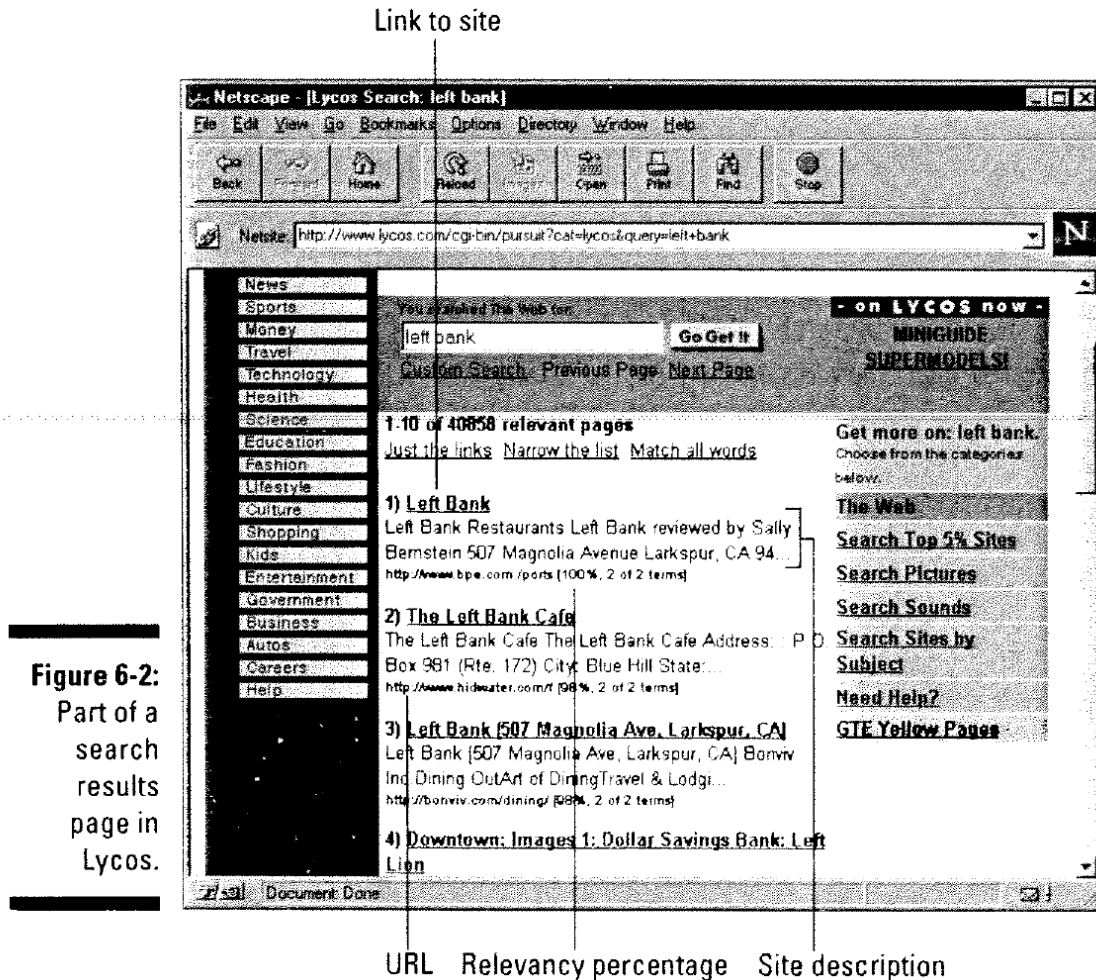 Link to site
Netscape - [Lycos Search: left bank]
File Edit View Go Bookmarks Options Directory Window Help
Back Forward Home Reload Images Open Print Find Stop
Netsite: http://www.lycos.com/cgi-bin/pursuit?cat=lycos&query=left+bank
N
News
Sports
Money
Travel
Technology
Health
Science
Education
Fashion
Lifestyle
Culture
Shopping
Kids
Entertainment
Government
Business
Autos
Careers
Help
You searched the Web for:
left bank Go Get It
Custom Search Previous Page Next Page
1-10 of 40858 relevant pages
Just the links Narrow the list Match all words
1) Left Bank
Left Bank Restaurants Left Bank reviewed by Sally
Bernstein 507 Magnolia Avenue Larkspur, CA 94...
http://www.bpe.com /ports [100%, 2 of 2 terms]
2) The Left Bank Cafe
The Left Bank Cafe The Left Bank Cafe Address: : P.O.
Box 981 (Rte. 172) City: Blue Hill State:...
http://www.hidwater.com/f [98%, 2 of 2 terms]
3) Left Bank [507 Magnolia Ave, Larkspur, CA]
Left Bank [507 Magnolia Ave, Larkspur, CA] Bonviv
Ind Dining OutArt of DiningTravel & Lodgi...
http://bonviv.com/dining/ [98%, 2 of 2 terms]
4) Downtown: Images 1: Dollar Savings Bank: Left
Lion
- on LYCOS now -
MINIGUIDE
SUPERMODELS!
Get more on: left bank.
Choose from the categories
below.
The Web
Search Top 5% Sites
Search Pictures
Search Sounds
Search Sites by
Subject
Need Help?
GTE Yellow Pages
Document: Done
URL Relevancy percentage Site description
Figure 6-2:
Part of a
search
results
page in
Lycos.